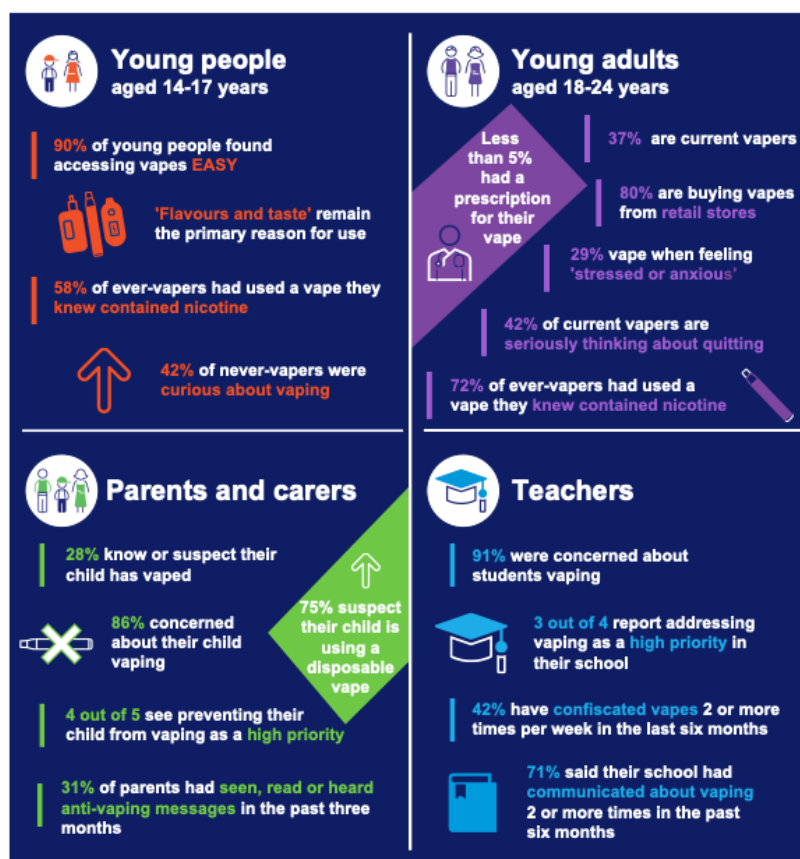 Young people
aged 14-17 years
90% of young people found
accessing vapes EASY
'Flavours and taste' remain
the primary reason for use
58% of ever-vapers had used a vape they
knew contained nicotine
42% of never-vapers were
curious about vaping
Young adults
aged 18-24 years
Less
than 5%
had a
prescription
for their
vape
37% are current vapers
80% are buying vapes
from retail stores
29% vape when feeling
'stressed or anxious'
42% of current vapers are
seriously thinking about quitting
72% of ever-vapers had used a
vape they knew contained nicotine
Parents and carers
28% know or suspect their
child has vaped
86% concerned
about their child
vaping
75% suspect
their child is
using a
disposable
vape
4 out of 5 see preventing their
child from vaping as a high priority
31% of parents had seen, read or heard
anti-vaping messages in the past three
months
Teachers
91% were concerned about
students vaping
3 out of 4 report addressing
vaping as a high priority in
their school
42% have confiscated vapes 2 or more
times per week in the last six months
71% said their school had
communicated about vaping
2 or more times in the past
six months